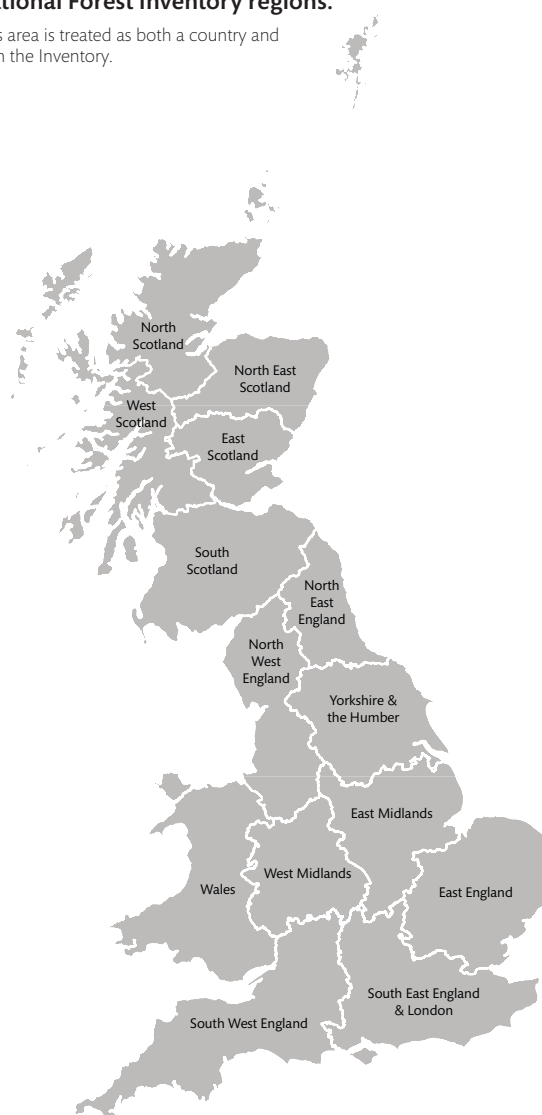 ational Forest Inventory regions.
s area is treated as both a country and
n the Inventory.
North
Scotland
North East
Scotland
West
Scotland
East
Scotland
South
Scotland
North
East
England
North
West
England
Yorkshire &
the Humber
East Midlands
West Midlands
Wales
East England
South East England
& London
South West England